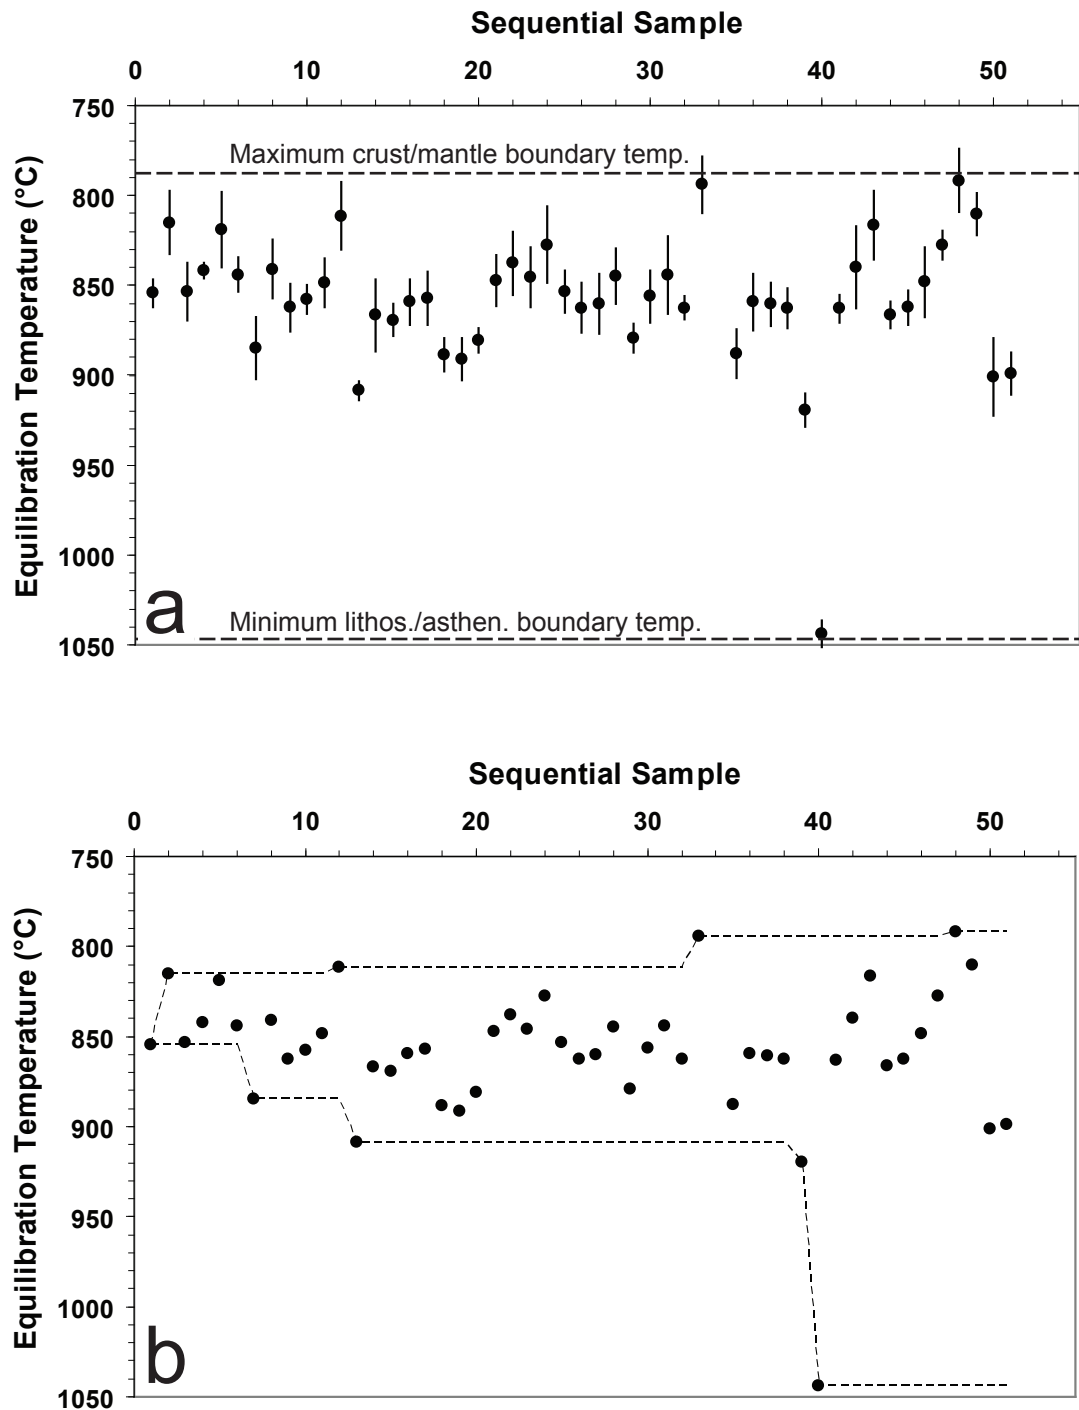 Sequential Sample
0 10 20 30 40 50
Equilibration Temperature (°C)
750
Maximum crust/mantle boundary temp.
800
850
900
950
1000
a
Minimum lithos./asthen. boundary temp.
1050
Sequential Sample
0 10 20 30 40 50
Equilibration Temperature (°C)
750
800
850
900
950
1000
b
1050